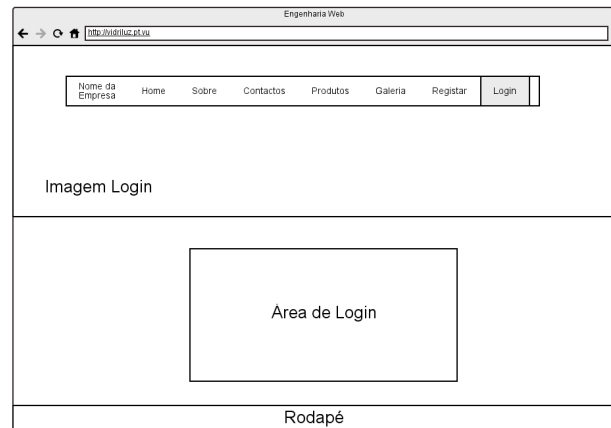 Engenharia Web
http://vidriluz.pt.vu
Nome da
Empresa
Home
Sobre
Contactos
Produtos
Galeria
Registar
Login
Imagem Login
Área de Login
Rodapé